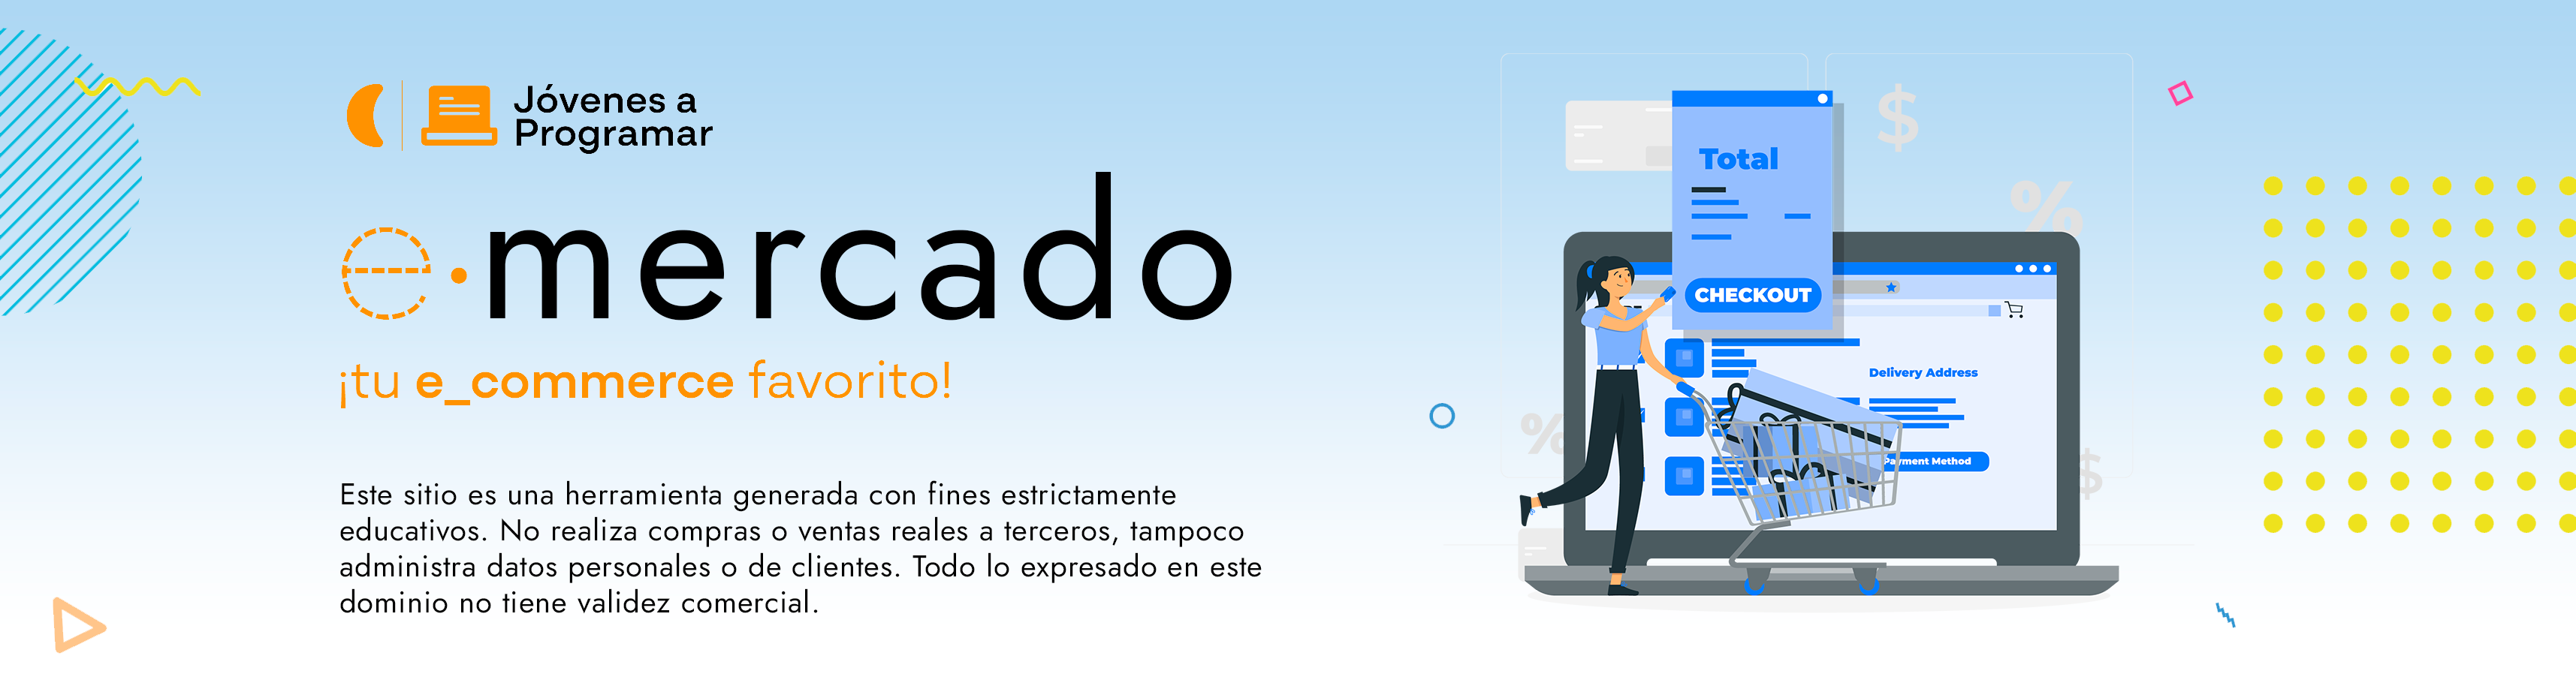 Jóvenes a
Programar
e·mercado
¡tu e_commerce favorito!
Este sitio es una herramienta generada con fines estrictamente
educativos. No realiza compras o ventas reales a terceros, tampoco
administra datos personales o de clientes. Todo lo expresado en este
dominio no tiene validez comercial.
$
%
Total
CHECKOUT
Delivery Address
%
Payment Method
$